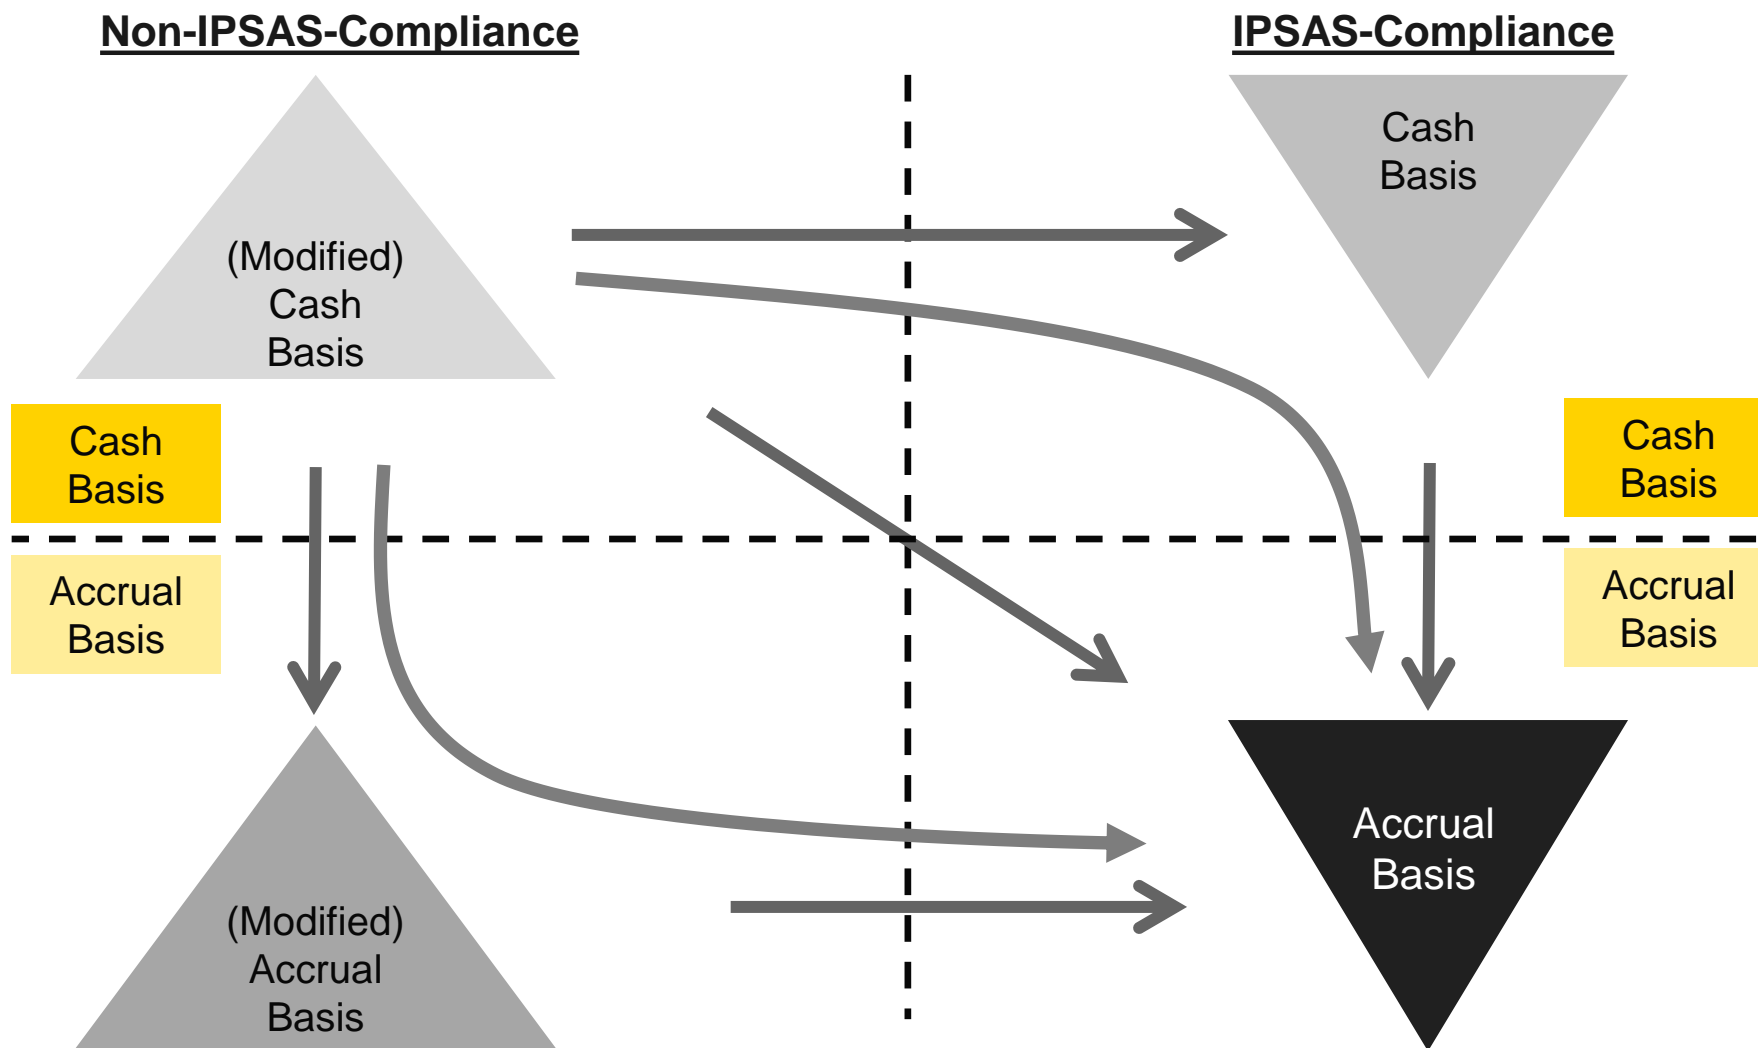 Non-IPSAS-Compliance
IPSAS-Compliance
Cash
Basis
(Modified)
Cash
Basis
Cash
Basis
Cash
Basis
Accrual
Basis
Accrual
Basis
Accrual
Basis
(Modified)
Accrual
Basis